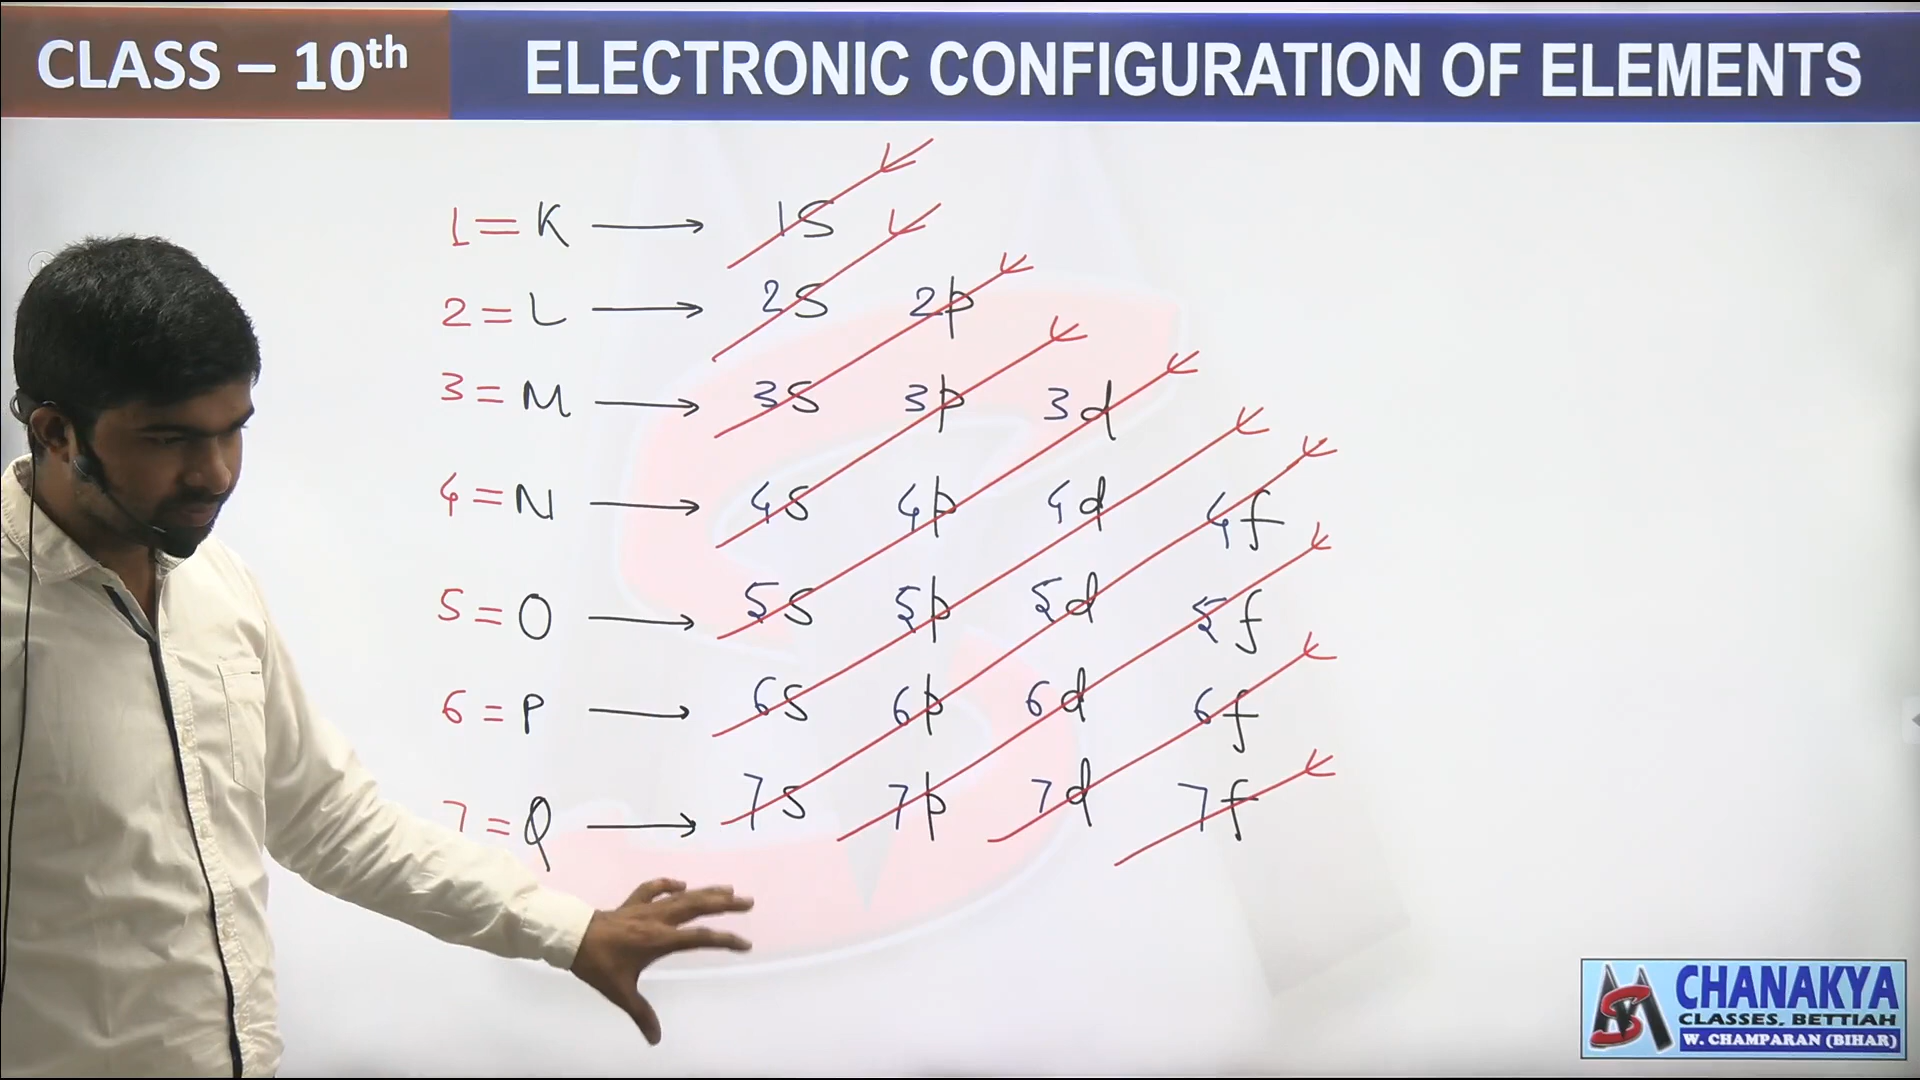 CLASS – 10th
ELECTRONIC CONFIGURATION OF ELEMENTS
1 = K → 1S
2 = L → 2S 2p
3 = M → 3S 3p 3d
4 = N → 4S 4p 4d 4f
5 = O → 5S 5p 5d 5f
6 = P → 6S 6p 6d 6f
7 = Q → 7S 7p 7d 7f
CHANAKYA
CLASSES, BETTIAH
W. CHAMPARAN (BIHAR)